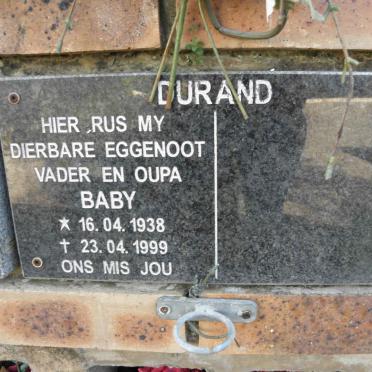 DURAND
HIER RUS MY
DIERBARE EGGENOOT
VADER EN OUPA
BABY
★ 16.04.1938
✝ 23.04.1999
ONS MIS JOU